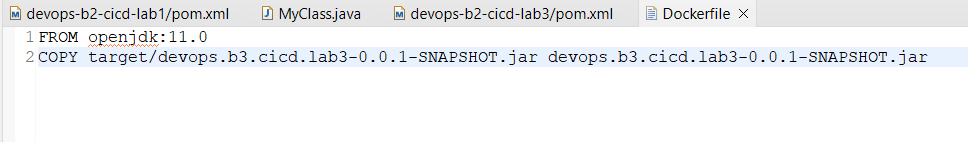 devops-b2-cicd-lab1/pom.xml MyClass.java devops-b2-cicd-lab3/pom.xml Dockerfile
1 FROM openjdk:11.0
2 COPY target/devops.b3.cicd.lab3-0.0.1-SNAPSHOT.jar devops.b3.cicd.lab3-0.0.1-SNAPSHOT.jar